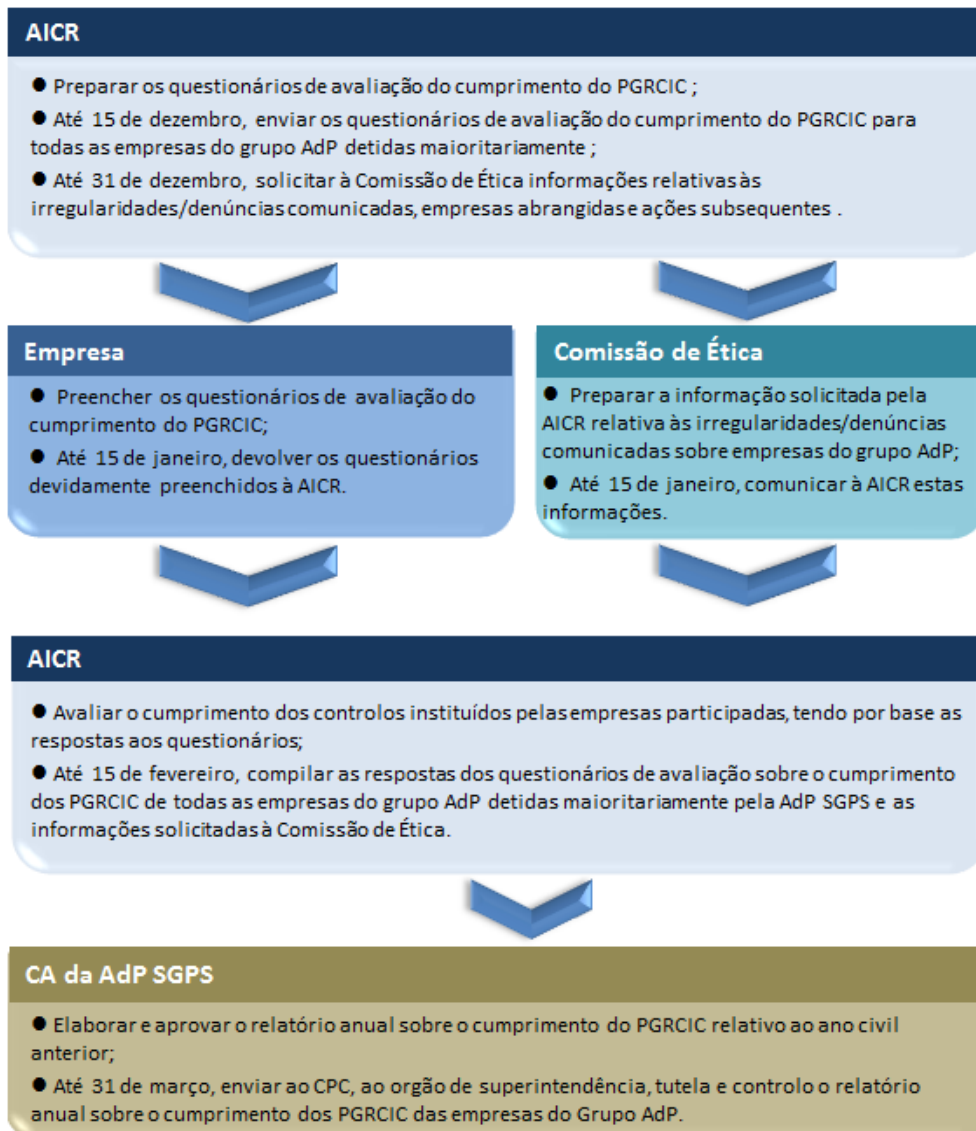 AICR
● Preparar os questionários de avaliação do cumprimento do PGRCIC ;
● Até 15 de dezembro, enviar os questionários de avaliação do cumprimento do PGRCIC para
todas as empresas do grupo AdP detidas maioritariamente ;
● Até 31 de dezembro, solicitar à Comissão de Ética informações relativas às
irregularidades/denúncias comunicadas, empresas abrangidas e ações subsequentes .
Empresa
● Preencher os questionários de avaliação do
cumprimento do PGRCIC;
● Até 15 de janeiro, devolver os questionários
devidamente preenchidos à AICR.
Comissão de Ética
● Preparar a informação solicitada pela
AICR relativa às irregularidades/denúncias
comunicadas sobre empresas do grupo AdP;
● Até 15 de janeiro, comunicar à AICR estas
informações.
AICR
● Avaliar o cumprimento dos controlos instituídos pelas empresas participadas, tendo por base as
respostas aos questionários;
● Até 15 de fevereiro, compilar as respostas dos questionários de avaliação sobre o cumprimento
dos PGRCIC de todas as empresas do grupo AdP detidas maioritariamente pela AdP SGPS e as
informações solicitadas à Comissão de Ética.
CA da AdP SGPS
● Elaborar e aprovar o relatório anual sobre o cumprimento do PGRCIC relativo ao ano civil
anterior;
● Até 31 de março, enviar ao CPC, ao orgão de superintendência, tutela e controlo o relatório
anual sobre o cumprimento dos PGRCIC das empresas do Grupo AdP.